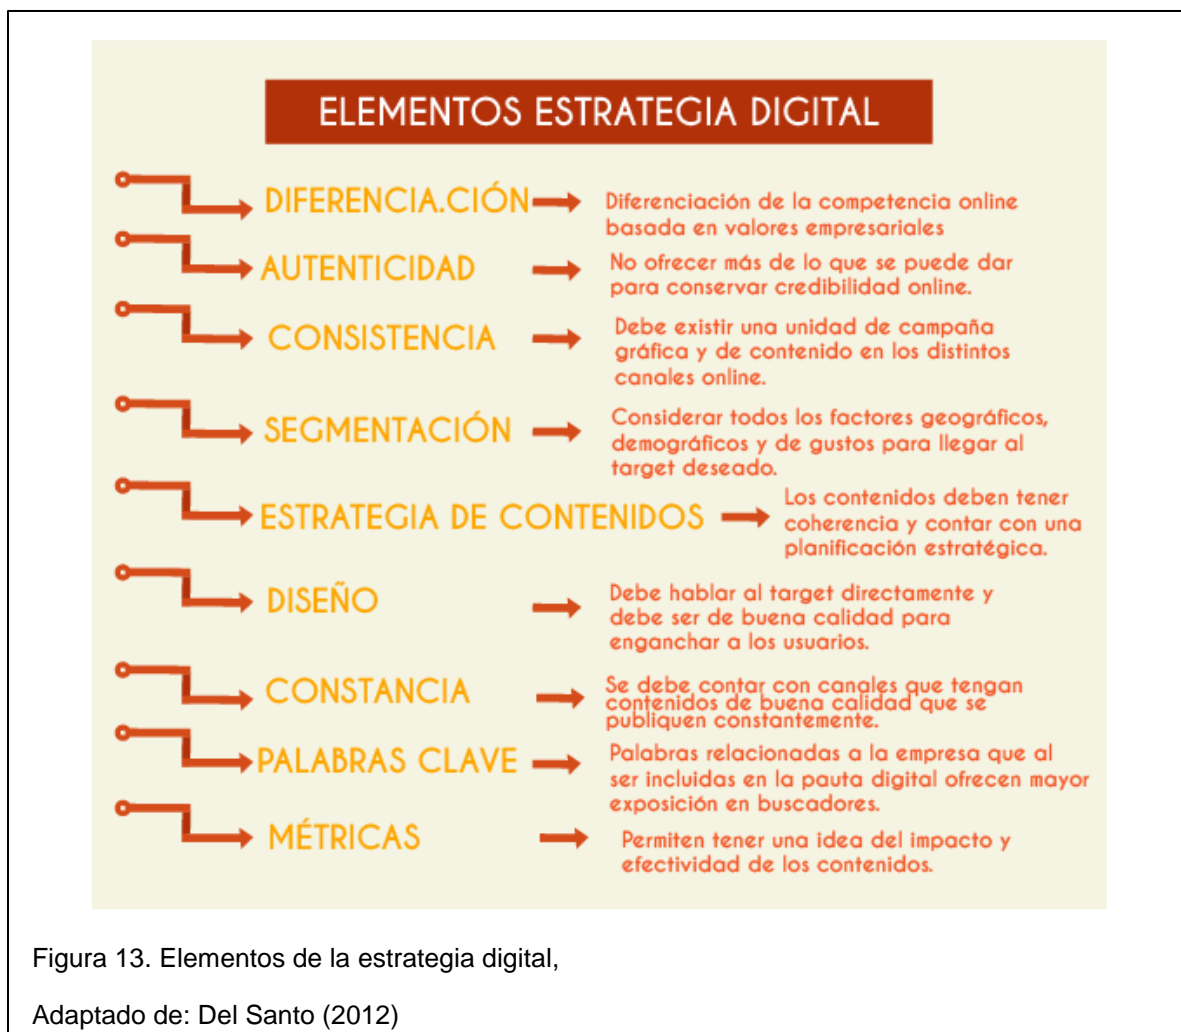 ELEMENTOS ESTRATEGIA DIGITAL
DIFERENCIA.CIÓN
Diferenciación de la competencia online
basada en valores empresariales
AUTENTICIDAD
No ofrecer más de lo que se puede dar
para conservar credibilidad online.
CONSISTENCIA
Debe existir una unidad de campaña
gráfica y de contenido en los distintos
canales online.
SEGMENTACIÓN
Considerar todos los factores geográficos,
demográficos y de gustos para llegar al
target deseado.
ESTRATEGIA DE CONTENIDOS
Los contenidos deben tener
coherencia y contar con una
planificación estratégica.
DISEÑO
Debe hablar al target directamente y
debe ser de buena calidad para
enganchar a los usuarios.
CONSTANCIA
Se debe contar con canales que tengan
contenidos de buena calidad que se
publiquen constantemente.
PALABRAS CLAVE
Palabras relacionadas a la empresa que al
ser incluidas en la pauta digital ofrecen mayor
exposición en buscadores.
MÉTRICAS
Permiten tener una idea del impacto y
efectividad de los contenidos.
Figura 13. Elementos de la estrategia digital,
Adaptado de: Del Santo (2012)